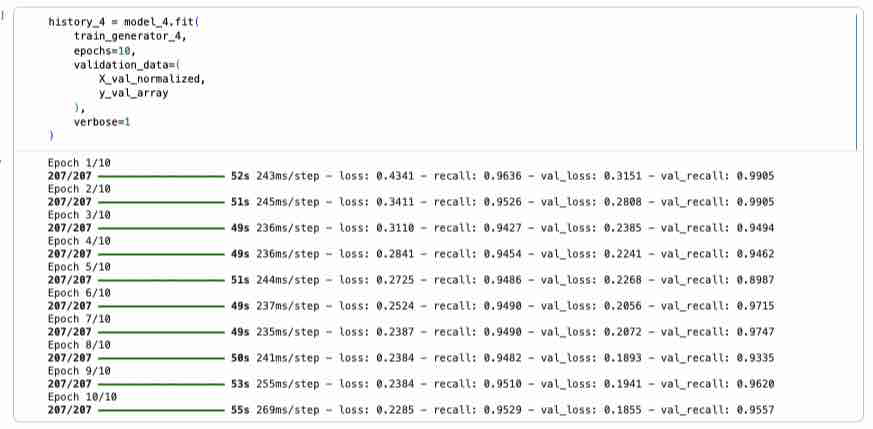 history_4 = model_4.fit(
    train_generator_4,
    epochs=10,
    validation_data=(
        X_val_normalized,
        y_val_array
    ),
    verbose=1
)
Epoch 1/10
207/207 52s 243ms/step - loss: 0.4341 - recall: 0.9636 - val_loss: 0.3151 - val_recall: 0.9905
Epoch 2/10
207/207 51s 245ms/step - loss: 0.3411 - recall: 0.9526 - val_loss: 0.2808 - val_recall: 0.9905
Epoch 3/10
207/207 49s 236ms/step - loss: 0.3110 - recall: 0.9427 - val_loss: 0.2385 - val_recall: 0.9494
Epoch 4/10
207/207 49s 236ms/step - loss: 0.2841 - recall: 0.9454 - val_loss: 0.2241 - val_recall: 0.9462
Epoch 5/10
207/207 51s 244ms/step - loss: 0.2725 - recall: 0.9486 - val_loss: 0.2268 - val_recall: 0.8987
Epoch 6/10
207/207 49s 237ms/step - loss: 0.2524 - recall: 0.9490 - val_loss: 0.2056 - val_recall: 0.9715
Epoch 7/10
207/207 49s 235ms/step - loss: 0.2387 - recall: 0.9490 - val_loss: 0.2072 - val_recall: 0.9747
Epoch 8/10
207/207 50s 241ms/step - loss: 0.2384 - recall: 0.9482 - val_loss: 0.1893 - val_recall: 0.9335
Epoch 9/10
207/207 53s 255ms/step - loss: 0.2384 - recall: 0.9510 - val_loss: 0.1941 - val_recall: 0.9620
Epoch 10/10
207/207 55s 269ms/step - loss: 0.2285 - recall: 0.9529 - val_loss: 0.1855 - val_recall: 0.9557